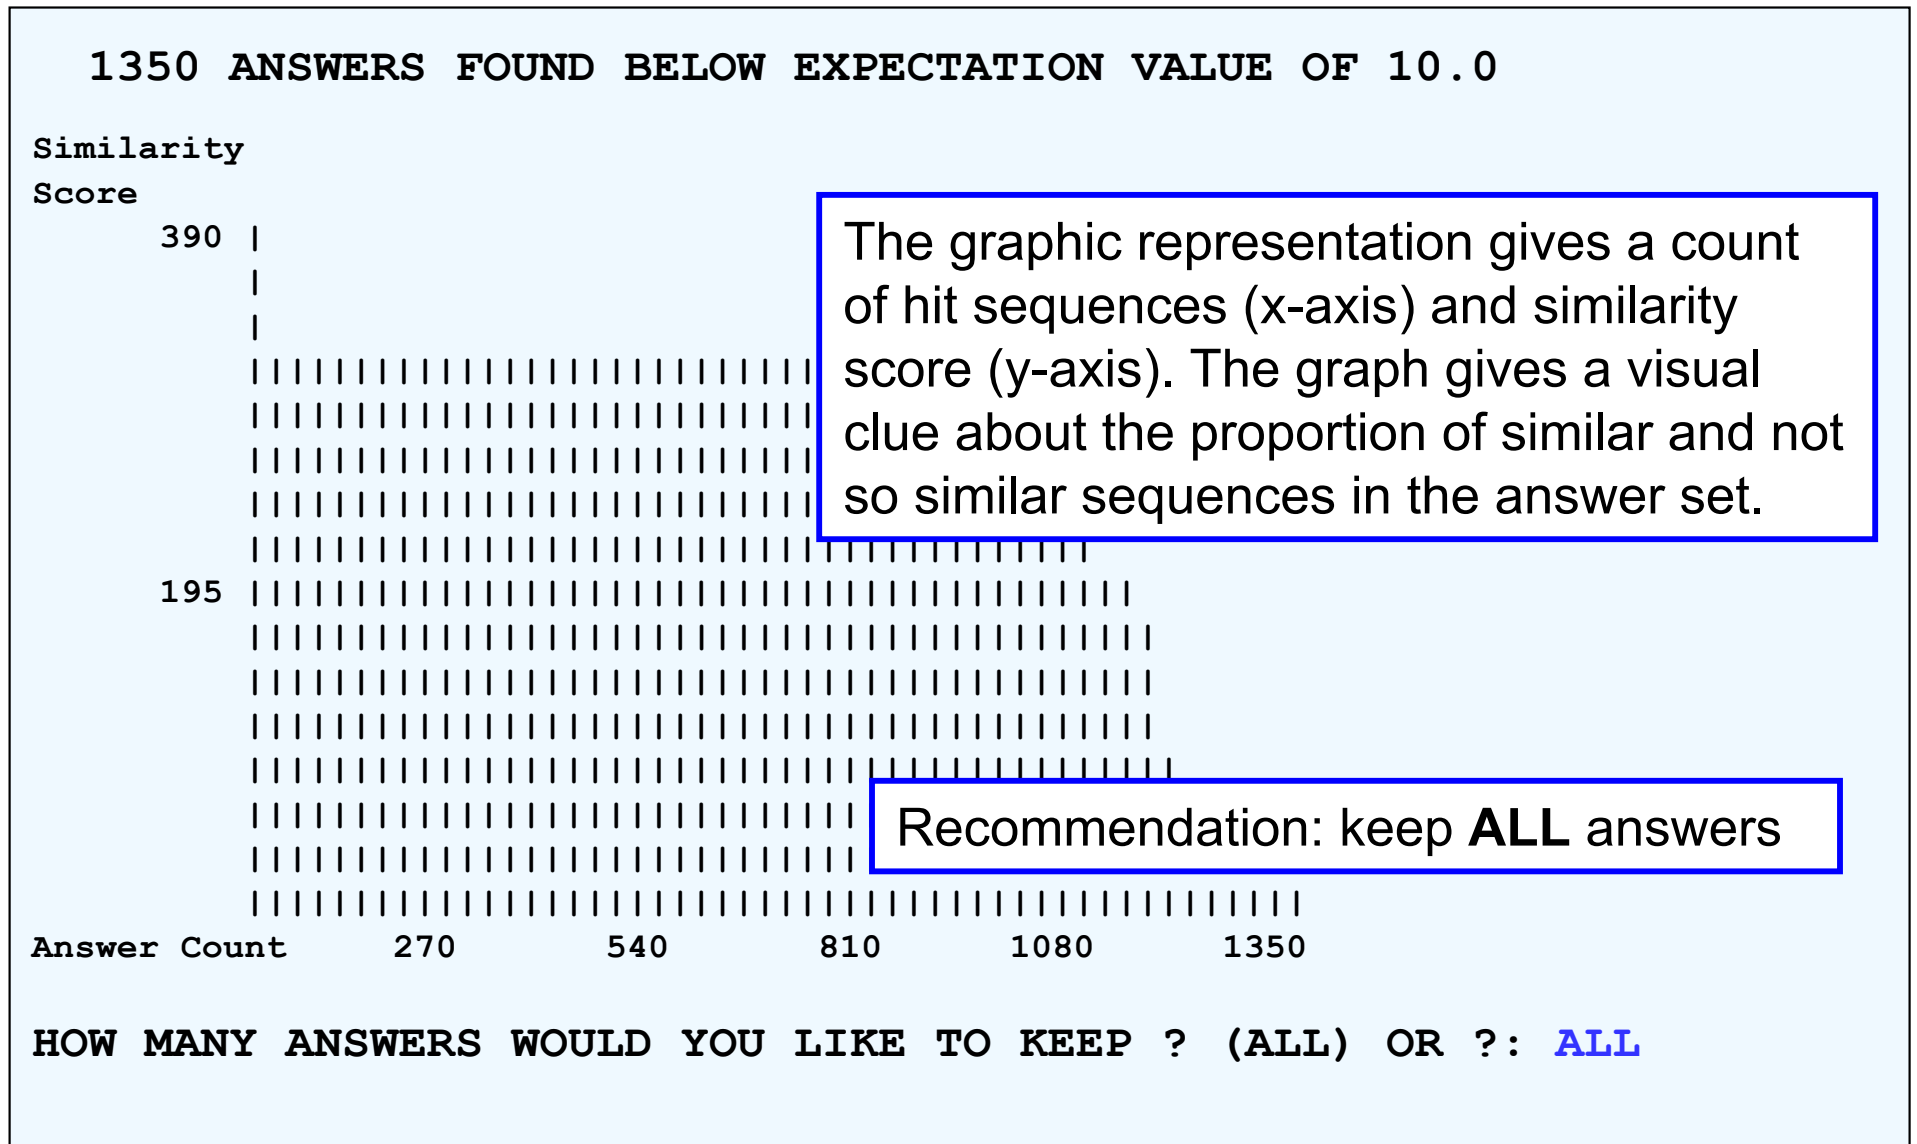 1350 ANSWERS FOUND BELOW EXPECTATION VALUE OF 10.0
Similarity
Score
390
195
Answer Count 270 540 810 1080 1350
The graphic representation gives a count
of hit sequences (x-axis) and similarity
score (y-axis). The graph gives a visual
clue about the proportion of similar and not
so similar sequences in the answer set.
Recommendation: keep ALL answers
HOW MANY ANSWERS WOULD YOU LIKE TO KEEP ? (ALL) OR ?: ALL